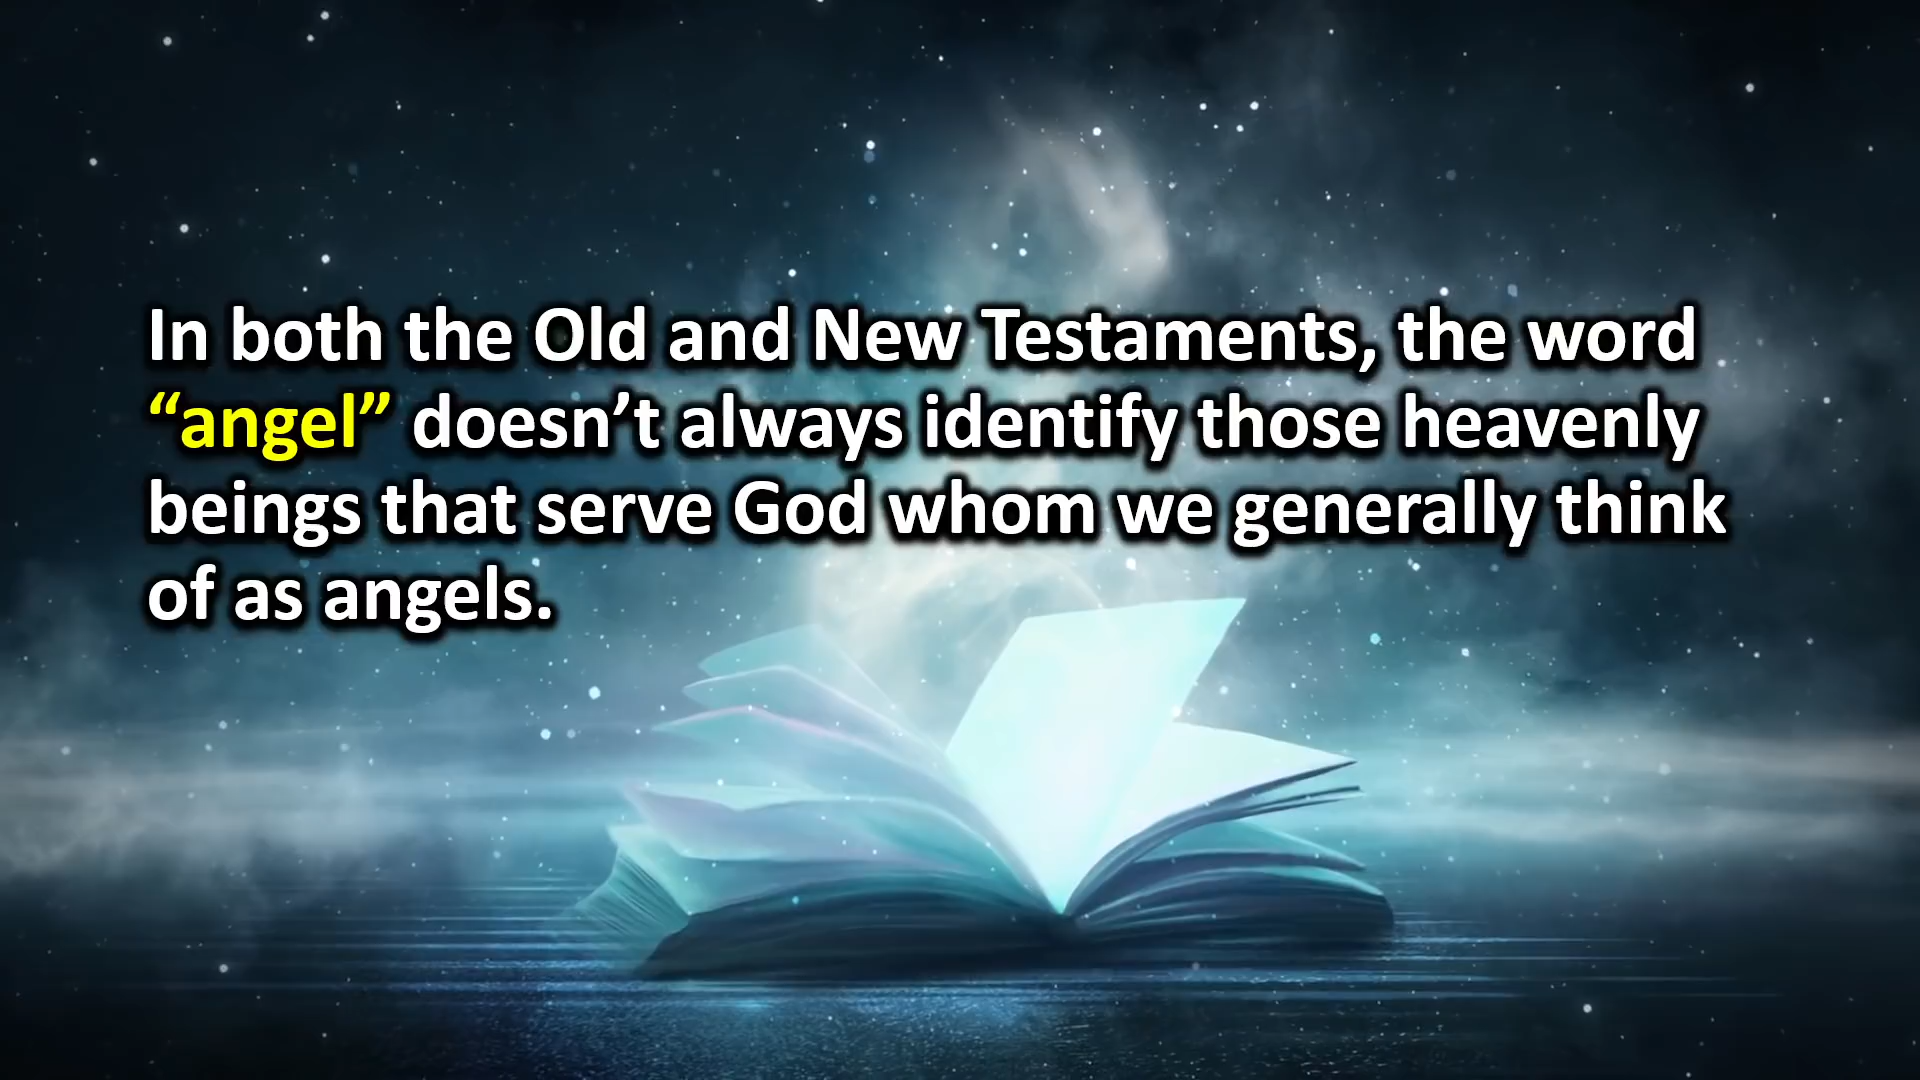 In both the Old and New Testaments, the word
“angel” doesn’t always identify those heavenly
beings that serve God whom we generally think
of as angels.